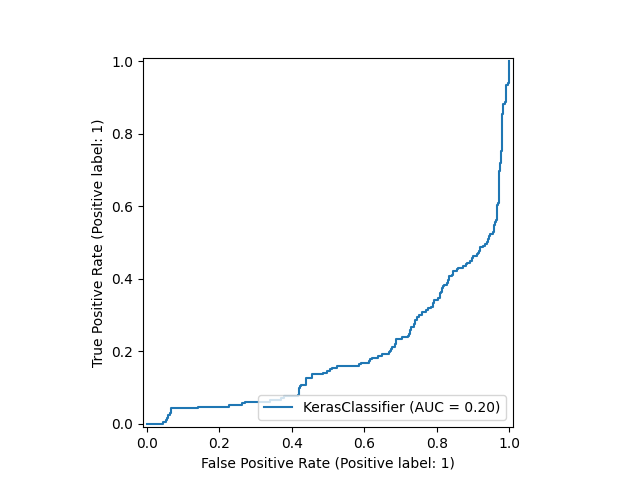 1.0
0.8
0.6
0.4
0.2
0.0
True Positive Rate (Positive label: 1)
KerasClassifier (AUC = 0.20)
0.0 0.2 0.4 0.6 0.8 1.0
False Positive Rate (Positive label: 1)